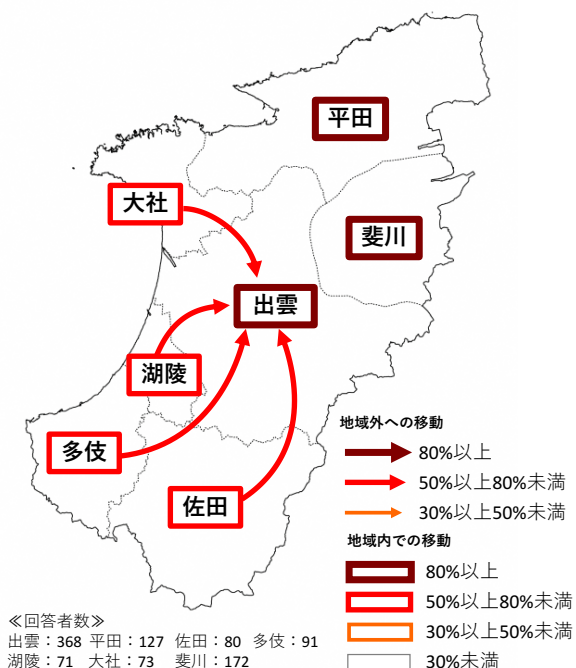 平田
大社
斐川
出雲
湖陵
多伎
佐田
地域外への移動
80%以上
50%以上80%未満
30%以上50%未満
地域内での移動
80%以上
50%以上80%未満
30%以上50%未満
30%未満
≪回答者数≫
出雲：368 平田：127 佐田：80 多伎：91
湖陵：71 大社：73 斐川：172